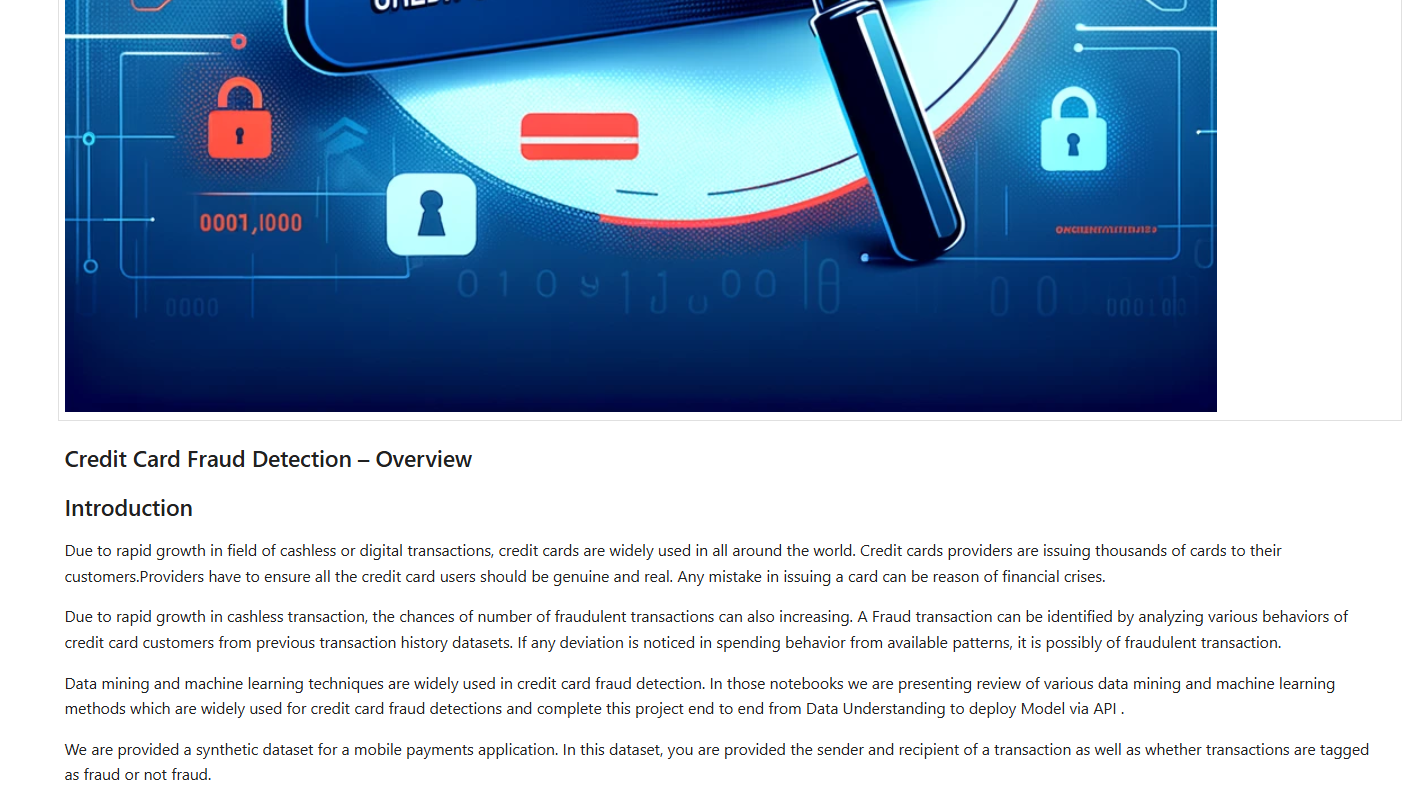 0001,1000
0000
Credit Card Fraud Detection – Overview
Introduction
Due to rapid growth in field of cashless or digital transactions, credit cards are widely used in all around the world. Credit cards providers are issuing thousands of cards to their
customers.Providers have to ensure all the credit card users should be genuine and real. Any mistake in issuing a card can be reason of financial crises.
Due to rapid growth in cashless transaction, the chances of number of fraudulent transactions can also increasing. A Fraud transaction can be identified by analyzing various behaviors of
credit card customers from previous transaction history datasets. If any deviation is noticed in spending behavior from available patterns, it is possibly of fraudulent transaction.
Data mining and machine learning techniques are widely used in credit card fraud detection. In those notebooks we are presenting review of various data mining and machine learning
methods which are widely used for credit card fraud detections and complete this project end to end from Data Understanding to deploy Model via API .
We are provided a synthetic dataset for a mobile payments application. In this dataset, you are provided the sender and recipient of a transaction as well as whether transactions are tagged
as fraud or not fraud.